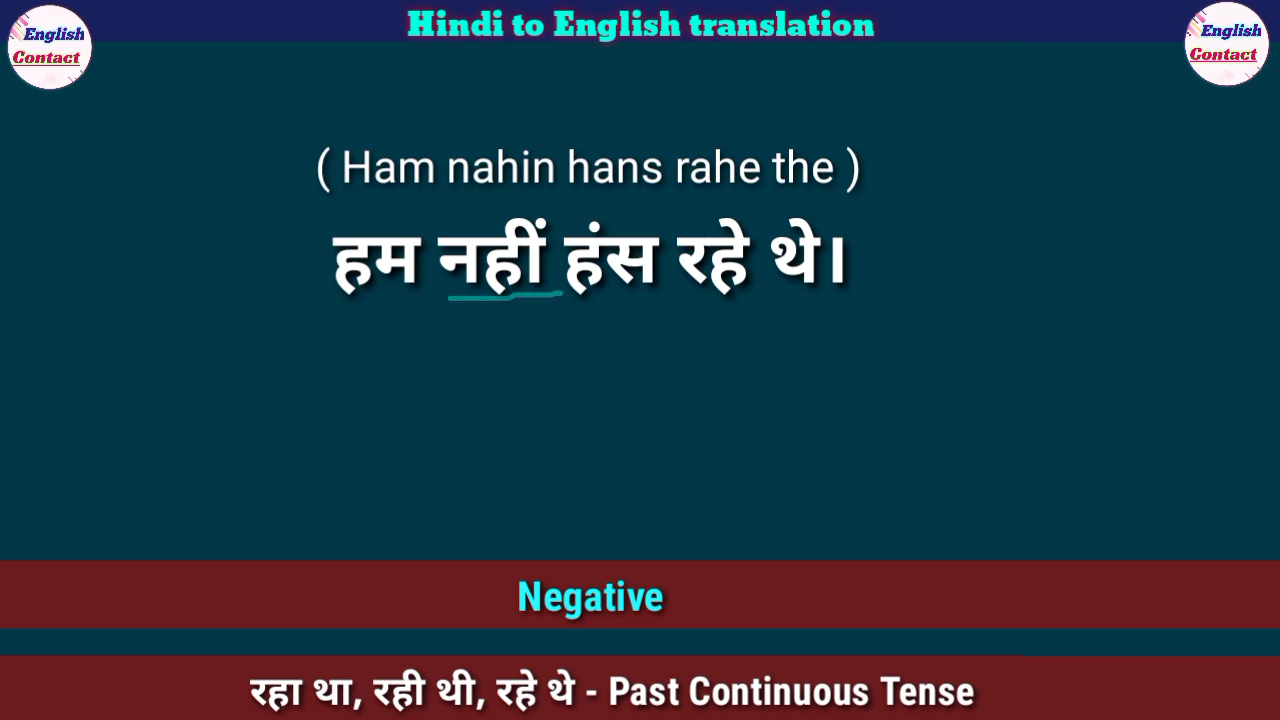 Hindi to English translation
English
Contact
English
Contact
( Ham nahin hans rahe the )
हम नहीं हंस रहे थे।
Negative
रहा था, रही थी, रहे थे - Past Continuous Tense